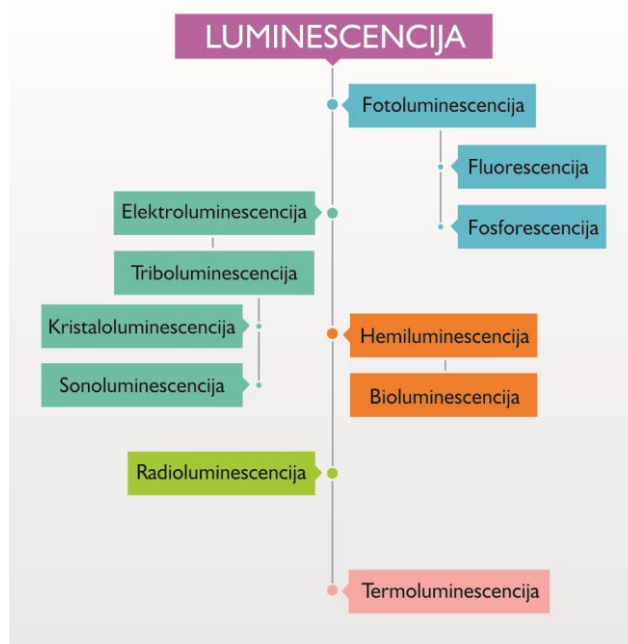 LUMINESCENCIJA
Fotoluminescencija
Fluorescencija
Fosforescencija
Elektroluminescencija
Triboluminescencija
Kristaloluminescencija
Sonoluminescencija
Hemiluminescencija
Bioluminescencija
Radioluminescencija
Termoluminescencija